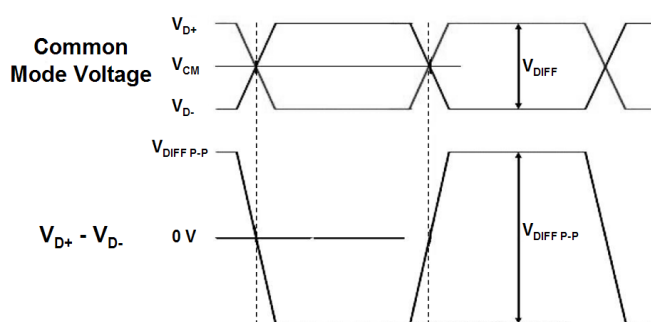 Common
Mode Voltage
VD+
VCM
VD-
VDIFF
VDIFF P-P
VD+ - VD-
0 V
VDIFF P-P